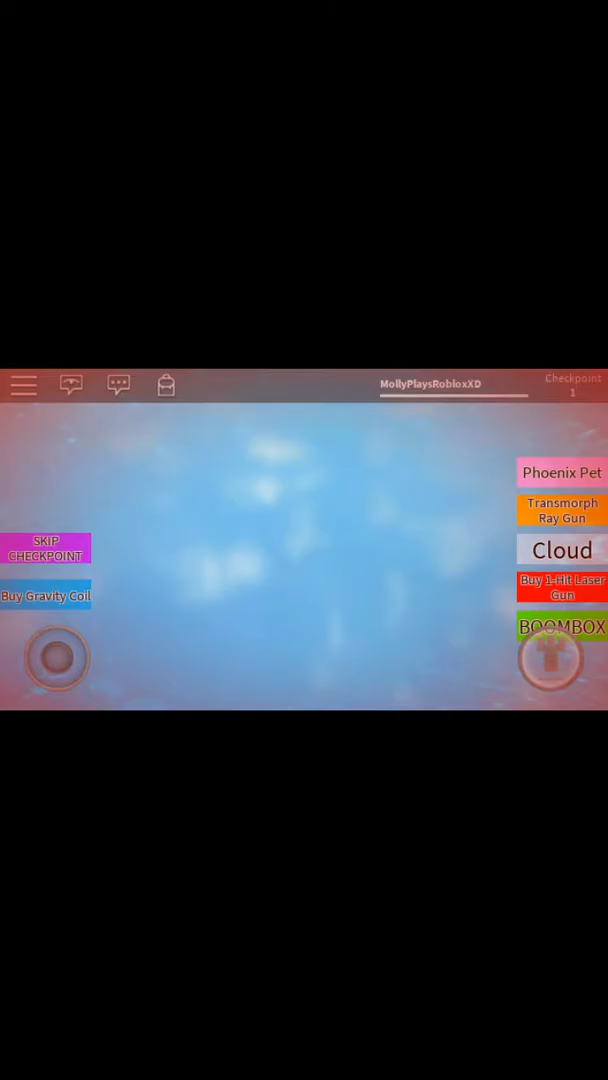 MollyPlaysRobloxXD
Checkpoint
1
Phoenix Pet
Transmorph
Ray Gun
SKIP
CHECKPOINT
Cloud
Buy 1-Hit Laser
Gun
Buy Gravity Coil
BOOMBOX